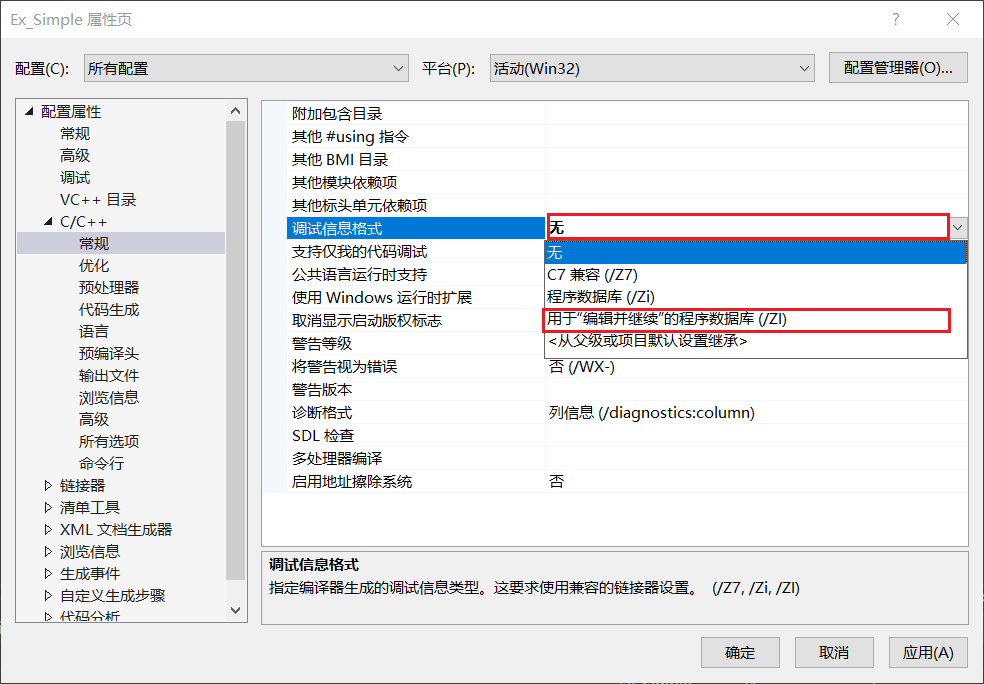 Ex_Simple 属性页
配置(C): 所有配置 平台(P): 活动(Win32) 配置管理器(O)...
配置属性
常规
高级
调试
VC++ 目录
C/C++
常规
优化
预处理器
代码生成
语言
预编译头
输出文件
浏览信息
高级
所有选项
命令行
链接器
清单工具
XML 文档生成器
浏览信息
生成事件
自定义生成步骤
代码分析
附加包含目录
其他 #using 指令
其他 BMI 目录
其他模块依赖项
其他标头单元依赖项
调试信息格式 无
支持仅我的代码调试
公共语言运行时支持
使用 Windows 运行时扩展
取消显示启动版权标志
警告等级
将警告视为错误 否 (/WX-)
警告版本
诊断格式 列信息 (/diagnostics:column)
SDL 检查
多处理器编译
启用地址擦除系统 否
无
C7 兼容 (/Z7)
程序数据库 (/Zi)
用于“编辑并继续”的程序数据库 (/ZI)
<从父级或项目默认设置继承>
调试信息格式
指定编译器生成的调试信息类型。这要求使用兼容的链接器设置。 (/Z7, /Zi, /ZI)
确定 取消 应用(A)